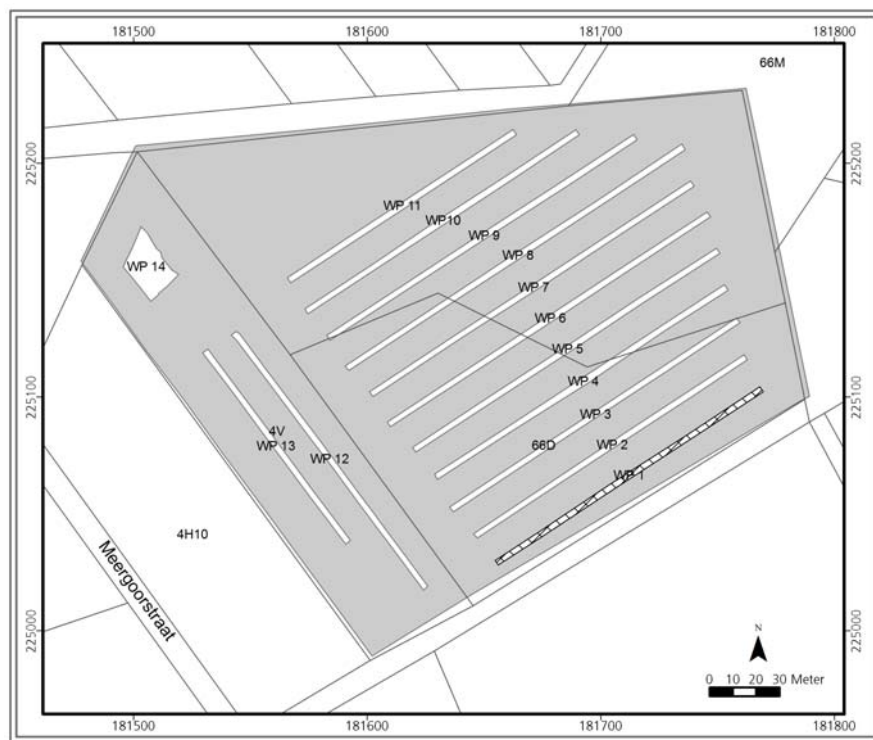 181500 181600 181700 181800
66M
225200 225200
WP 11
WP10
WP 9
WP 8
WP 14
WP 7
WP 6
WP 5
WP 4
225100 225100
WP 3
4V
66D
WP 2
WP 13
WP 12
WP 1
4H10
Meergoorstraat
225000 225000
N
0 10 20 30 Meter
181500 181600 181700 181800